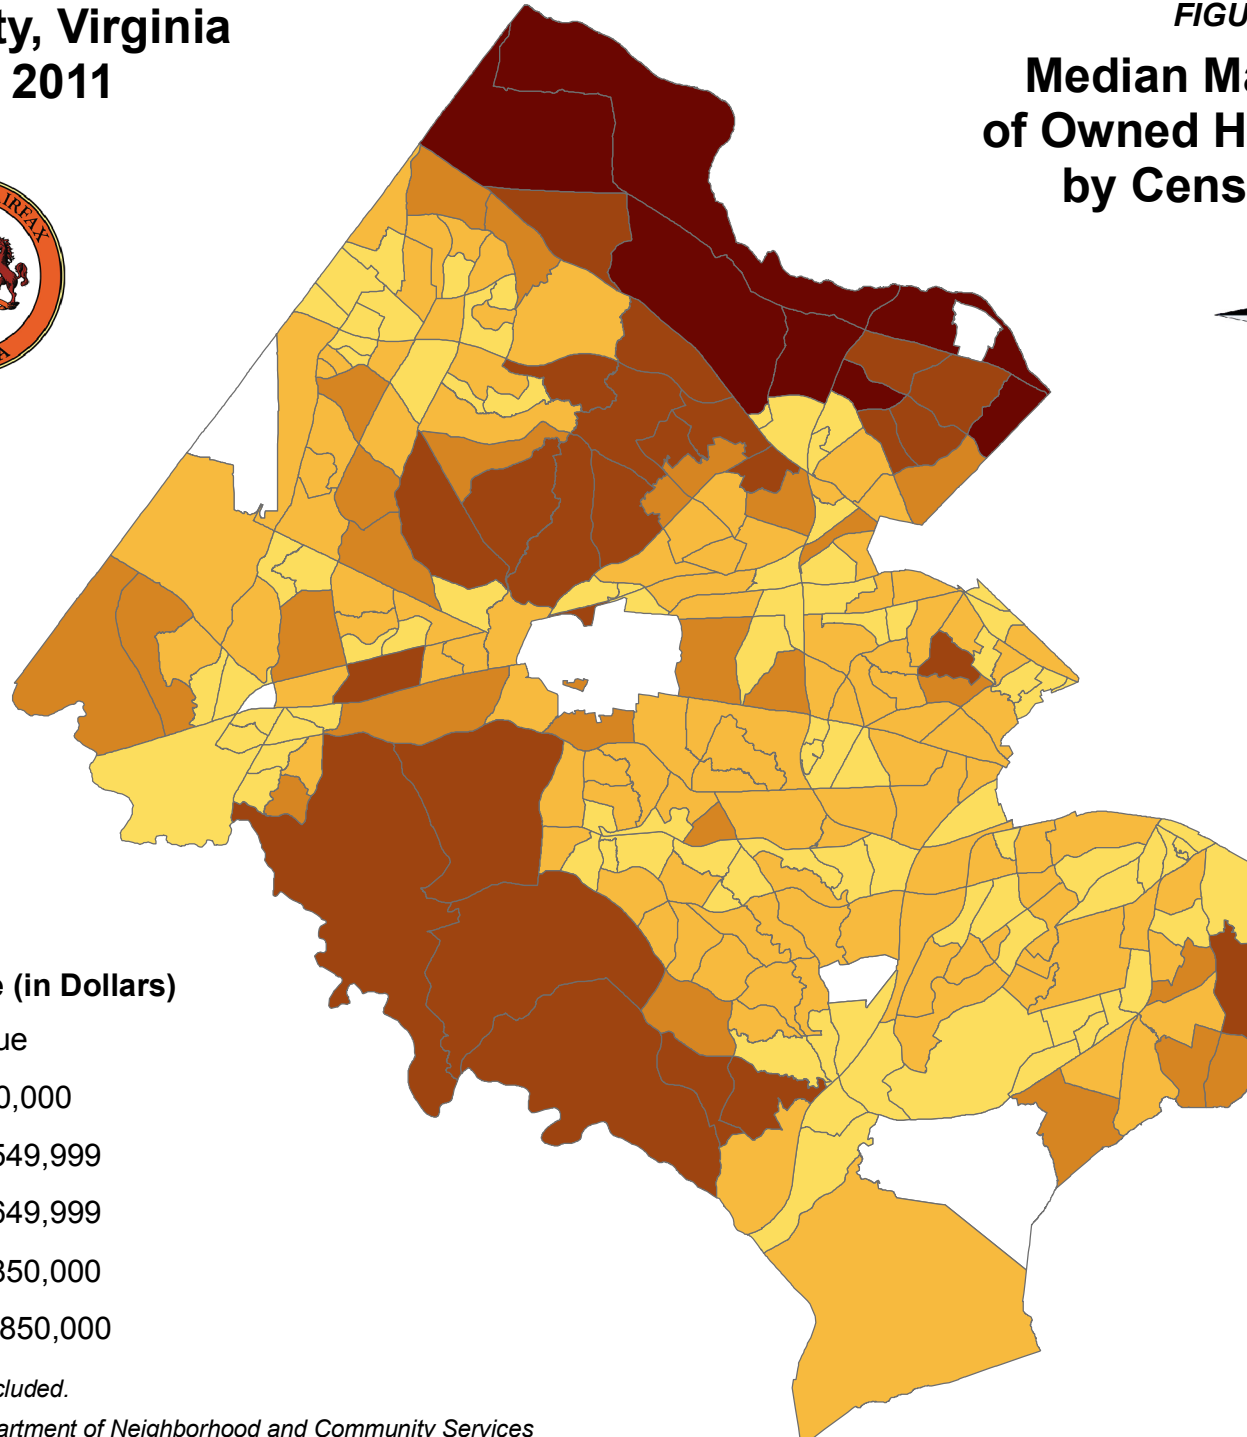 ty, Virginia
2011
FIGU
Median Ma
of Owned H
by Cens
IRFAX
A
e (in Dollars)
ue
0,000
549,999
649,999
850,000
850,000
cluded.
artment of Neighborhood and Community Services